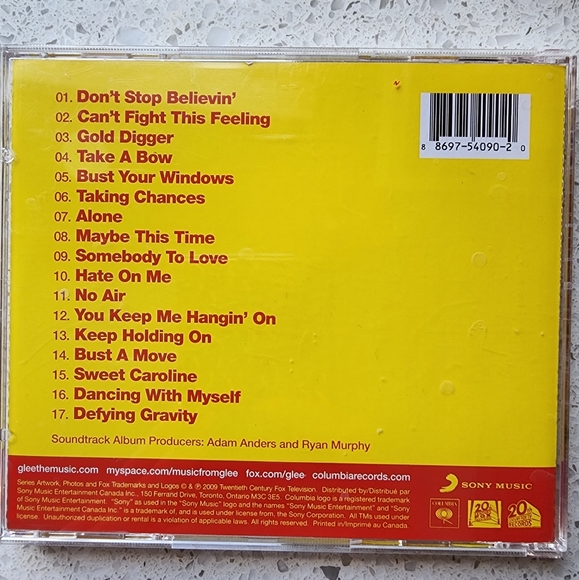 01. Don't Stop Believin'
02. Can't Fight This Feeling
03. Gold Digger
04. Take A Bow
05. Bust Your Windows
06. Taking Chances
07. Alone
08. Maybe This Time
09. Somebody To Love
10. Hate On Me
11. No Air
12. You Keep Me Hangin' On
13. Keep Holding On
14. Bust A Move
15. Sweet Caroline
16. Dancing With Myself
17. Defying Gravity
8 8697-54090-2 0
Soundtrack Album Producers: Adam Anders and Ryan Murphy
gleethemusic.com myspace.com/musicfromglee fox.com/glee columbiarecords.com
Series Artwork, Photos and Fox Trademarks and Logos © & ℗ 2009 Twentieth Century Fox Television. Distributed by/Distribué par
Sony Music Entertainment Canada Inc., 150 Ferrand Drive, Toronto, Ontario M3C 3E5. Columbia logo is a registered trademark
of Sony Music Entertainment. "Sony" as used in the "Sony Music" logo and the names "Sony Music Entertainment" and "Sony
Music Entertainment Canada Inc." is a trademark of, and is used under license from, the Sony Corporation. All TMs used under
license. Unauthorized duplication or rental is a violation of applicable laws. All rights reserved. Printed in/Imprimé au Canada.
SONY MUSIC
COLUMBIA
20
20
RECORDS